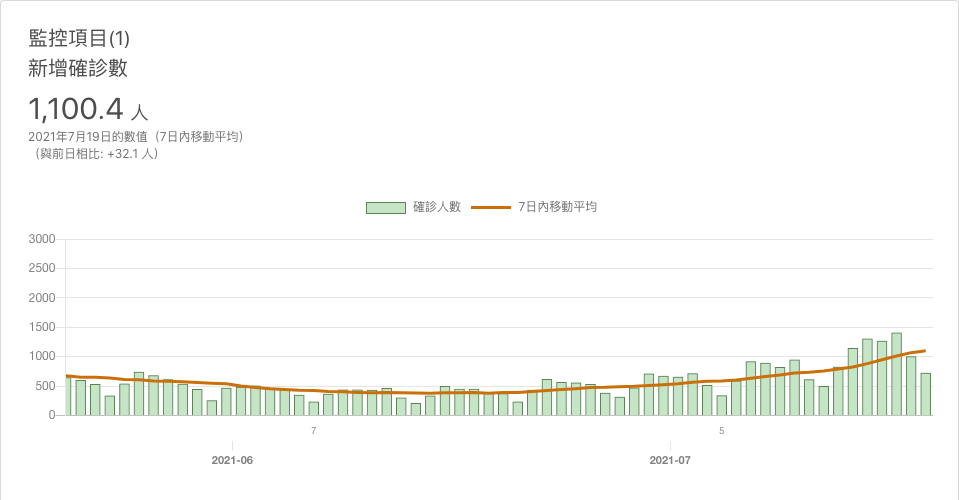 監控項目(1)
新增確診數
1,100.4 人
2021年7月19日的數值（7日內移動平均）
（與前日相比: +32.1 人）
確診人數 7日內移動平均
3000
2500
2000
1500
1000
500
0
7 5
2021-06 2021-07